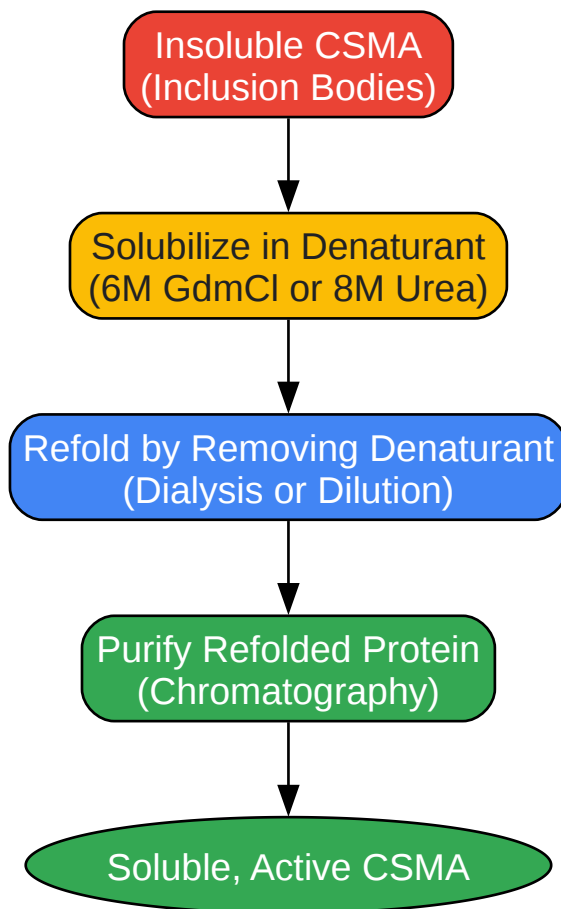 Insoluble CSMA
(Inclusion Bodies)
Solubilize in Denaturant
(6M GdmCl or 8M Urea)
Refold by Removing Denaturant
(Dialysis or Dilution)
Purify Refolded Protein
(Chromatography)
Soluble, Active CSMA